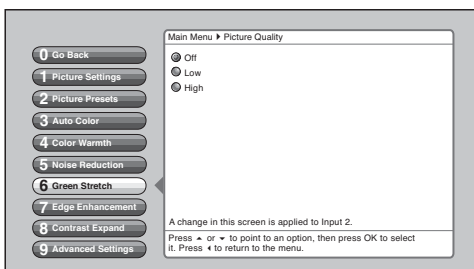 Main Menu ▶ Picture Quality
0 Go Back
1 Picture Settings
2 Picture Presets
3 Auto Color
4 Color Warmth
5 Noise Reduction
6 Green Stretch
7 Edge Enhancement
8 Contrast Expand
9 Advanced Settings
Off
Low
High
A change in this screen is applied to Input 2.
Press ▲ or ▼ to point to an option, then press OK to select
it. Press ◀ to return to the menu.